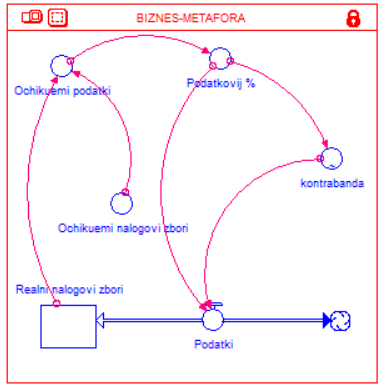 BIZNES-METAFORA
Ochikuemi podatki
Podatkovij %
kontrabanda
Ochikuemi nalogovi zbori
Realni nalogovi zbori
Podatki